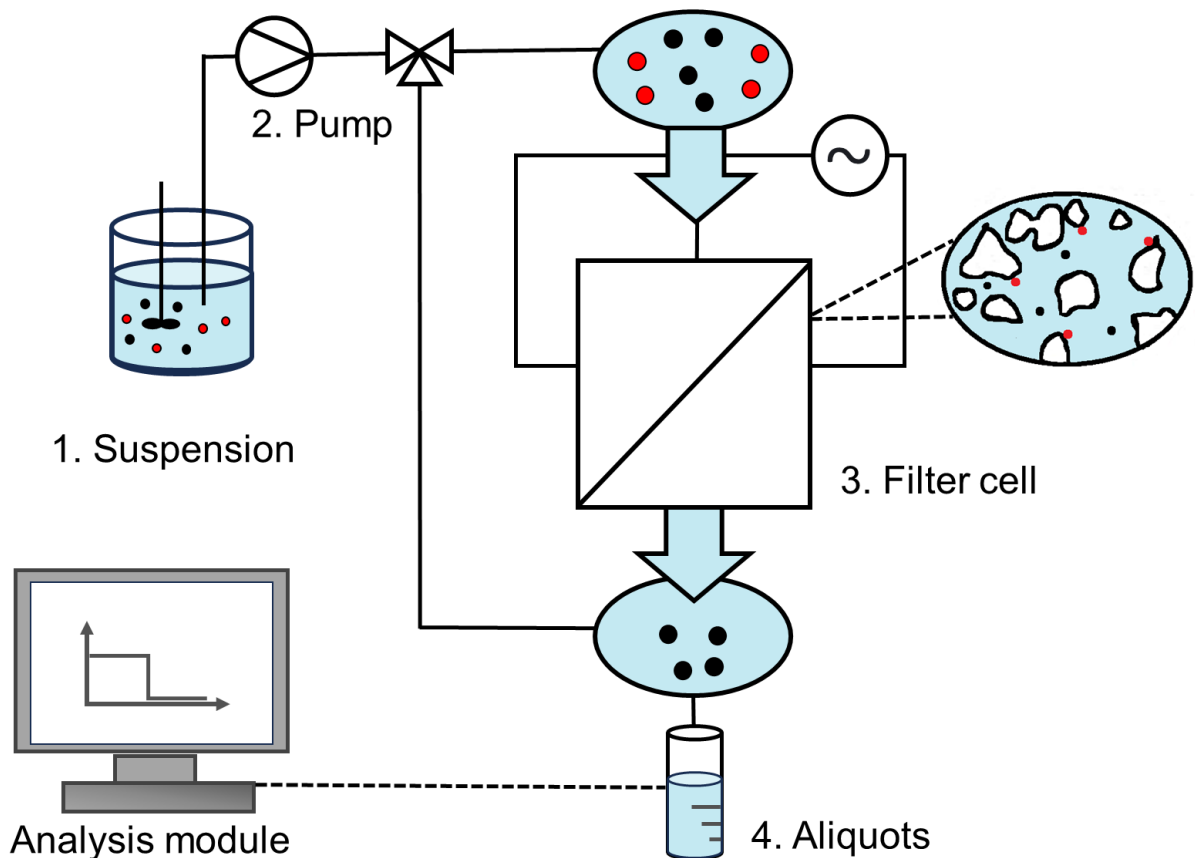 2. Pump
1. Suspension
3. Filter cell
Analysis module
4. Aliquots